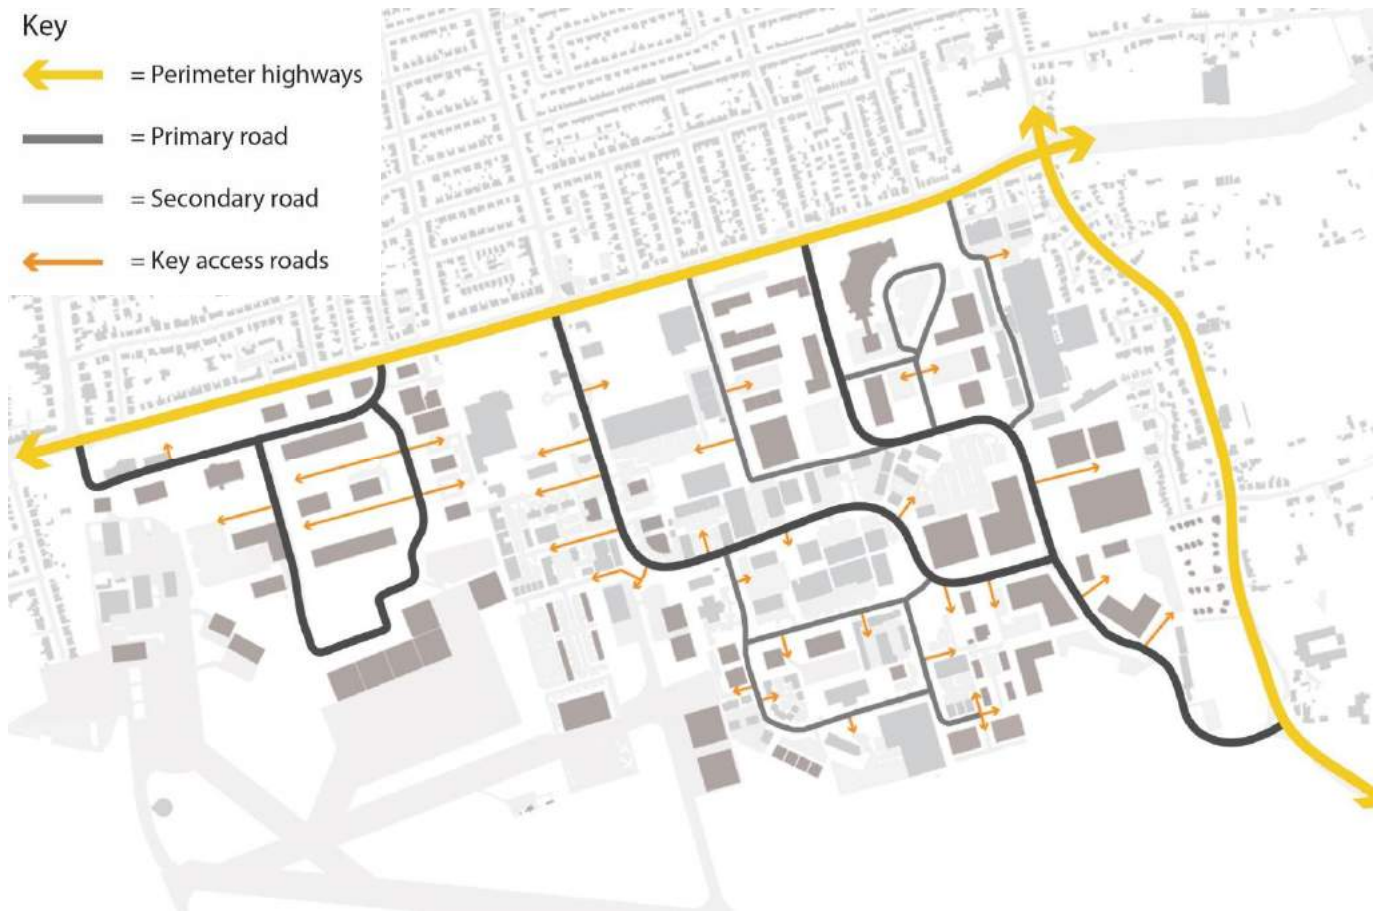 Key
= Perimeter highways
= Primary road
= Secondary road
= Key access roads